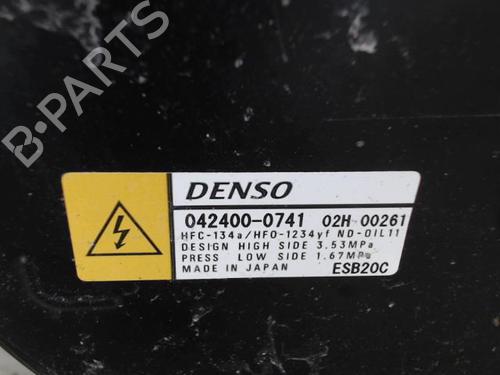 B-PARTS
DENSO
042400-0741 02H 00261
HFC-134a/HFO-1234yf ND-OIL11
DESIGN HIGH SIDE 3.53MPa
PRESS LOW SIDE 1.67MPa
MADE IN JAPAN ESB20C